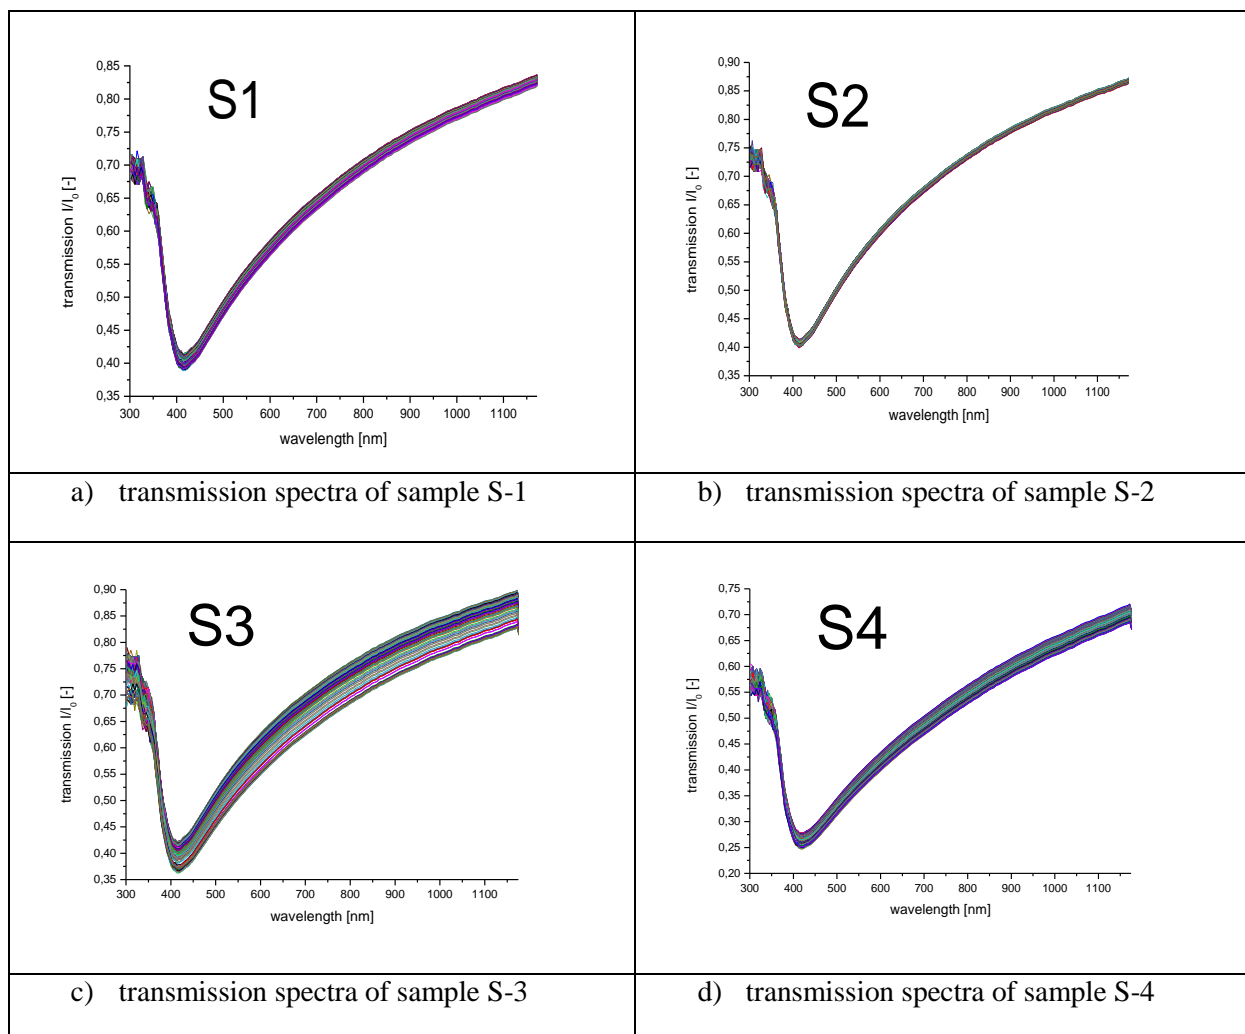 S1
0,85
0,80
0,75
0,70
0,65
0,60
0,55
0,50
0,45
0,40
0,35
transmission I/I0 [-]
300 400 500 600 700 800 900 1000 1100
wavelength [nm]
a) transmission spectra of sample S-1
S2
0,90
0,85
0,80
0,75
0,70
0,65
0,60
0,55
0,50
0,45
0,40
0,35
transmission I/I0 [-]
300 400 500 600 700 800 900 1000 1100
wavelength [nm]
b) transmission spectra of sample S-2
S3
0,90
0,85
0,80
0,75
0,70
0,65
0,60
0,55
0,50
0,45
0,40
0,35
transmission I/I0 [-]
300 400 500 600 700 800 900 1000 1100
wavelength [nm]
c) transmission spectra of sample S-3
S4
0,75
0,70
0,65
0,60
0,55
0,50
0,45
0,40
0,35
0,30
0,25
0,20
transmission I/I0 [-]
300 400 500 600 700 800 900 1000 1100
wavelength [nm]
d) transmission spectra of sample S-4